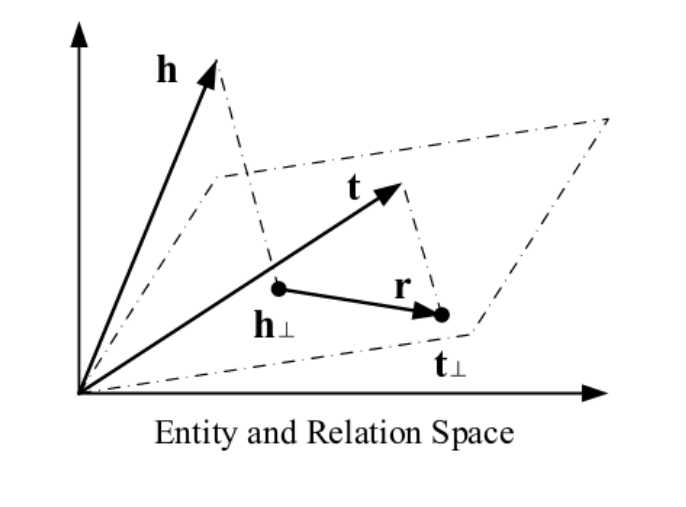 h
t
r
h⊥
t⊥
Entity and Relation Space